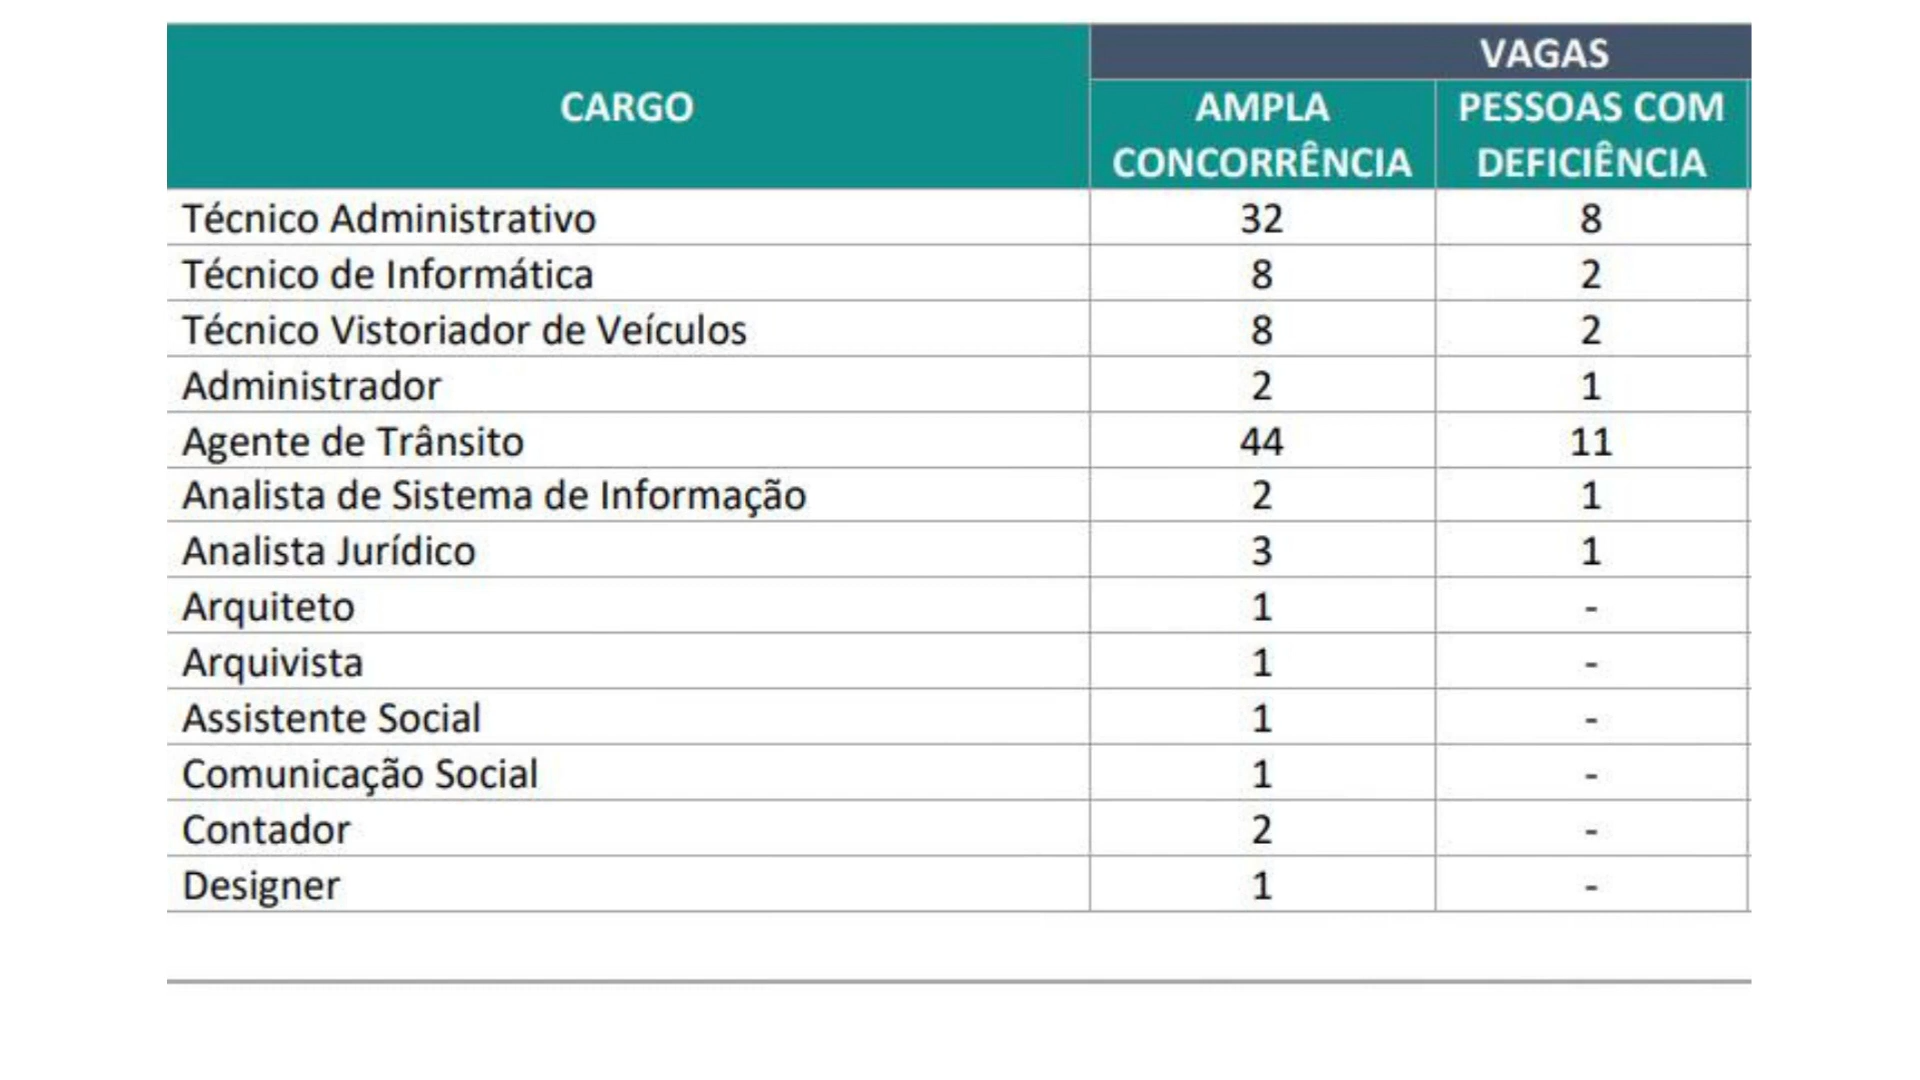 CARGO
VAGAS
AMPLA CONCORRÊNCIA
PESSOAS COM DEFICIÊNCIA
Técnico Administrativo 32 8
Técnico de Informática 8 2
Técnico Vistoriador de Veículos 8 2
Administrador 2 1
Agente de Trânsito 44 11
Analista de Sistema de Informação 2 1
Analista Jurídico 3 1
Arquiteto 1 -
Arquivista 1 -
Assistente Social 1 -
Comunicação Social 1 -
Contador 2 -
Designer 1 -